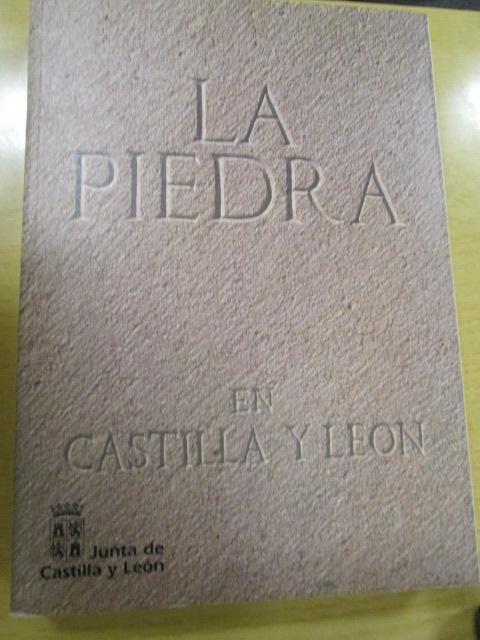 LA
PIEDRA
EN
CASTILLA Y LEON
Junta de
Castilla y León